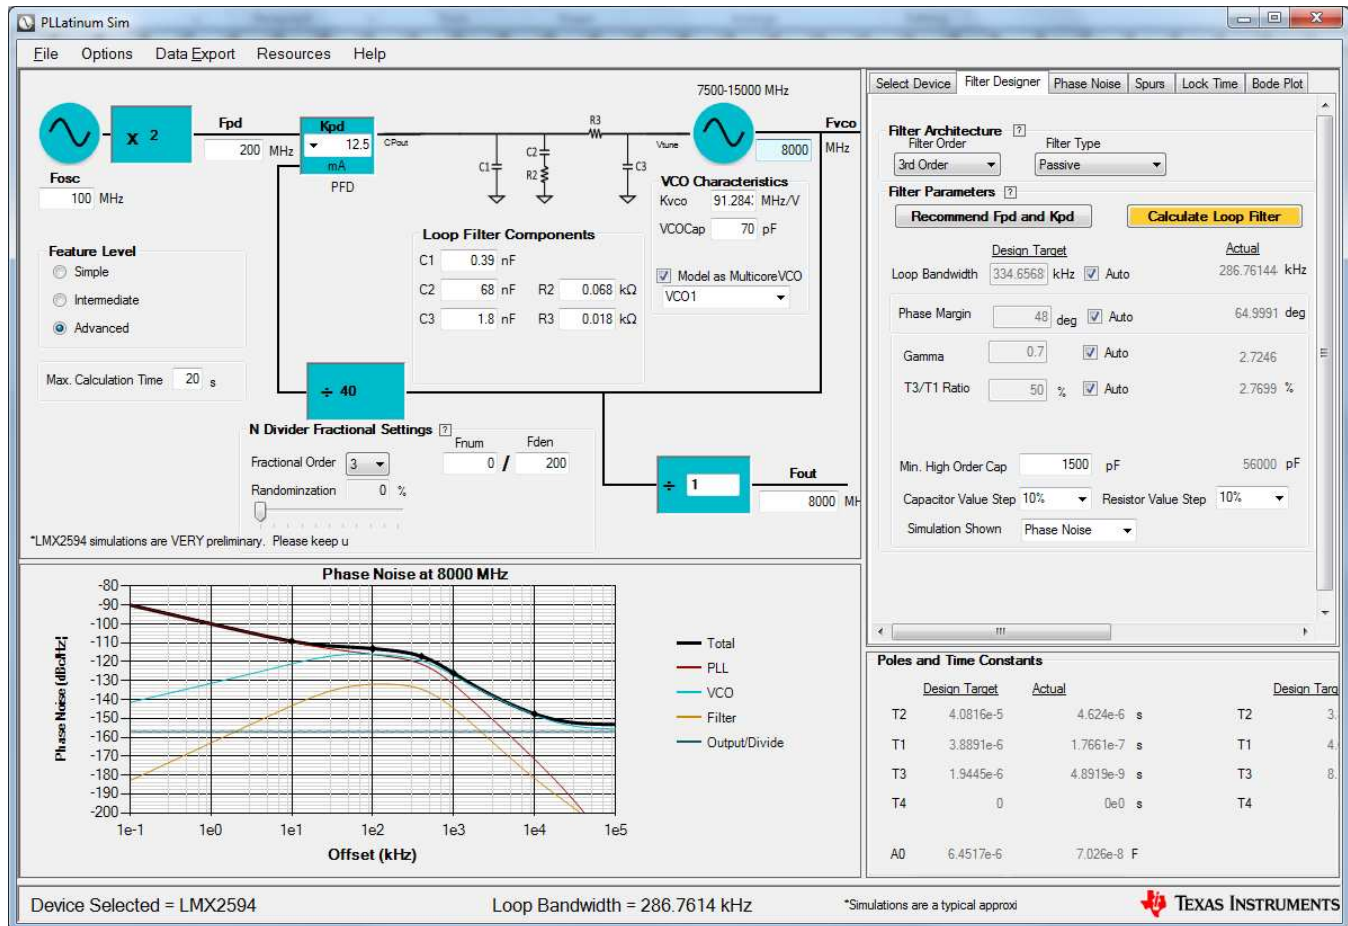 PLLatinum Sim
File Options Data Export Resources Help
7500-15000 MHz
x 2
Fpd
200 MHz
Kpd
12.5
mA
PFD
CPout
C1
C2
R2
R3
C3
Vtune
Fvco
8000 MHz
Fosc
100 MHz
VCO Characteristics
Kvco 91.284 MHz/V
VCOCap 70 pF
Model as MulticoreVCO
VCO1
Feature Level
Simple
Intermediate
Advanced
Loop Filter Components
C1 0.39 nF
C2 68 nF R2 0.068 kΩ
C3 1.8 nF R3 0.018 kΩ
Max. Calculation Time 20 s
÷ 40
N Divider Fractional Settings ?
Fnum Fden
Fractional Order 3 0 / 200
Randominzation 0 %
÷ 1
Fout
8000 MH
*LMX2594 simulations are VERY preliminary. Please keep u
Select Device Filter Designer Phase Noise Spurs Lock Time Bode Plot
Filter Architecture ?
Filter Order Filter Type
3rd Order Passive
Filter Parameters ?
Recommend Fpd and Kpd Calculate Loop Filter
Design Target Actual
Loop Bandwidth 334.6568 kHz Auto 286.76144 kHz
Phase Margin 48 deg Auto 64.9991 deg
Gamma 0.7 Auto 2.7246
T3/T1 Ratio 50 % Auto 2.7699 %
Min. High Order Cap 1500 pF 56000 pF
Capacitor Value Step 10% Resistor Value Step 10%
Simulation Shown Phase Noise
Phase Noise at 8000 MHz
Phase Noise (dBc/Hz)
-80
-90
-100
-110
-120
-130
-140
-150
-160
-170
-180
-190
-200
1e-1 1e0 1e1 1e2 1e3 1e4 1e5
Offset (kHz)
Total
PLL
VCO
Filter
Output/Divide
Poles and Time Constants
Design Target Actual Design Targ
T2 4.0816e-5 4.624e-6 s T2 3.
T1 3.8891e-6 1.7661e-7 s T1 4.
T3 1.9445e-6 4.8919e-9 s T3 8.
T4 0 0e0 s T4
A0 6.4517e-6 7.026e-8 F
Device Selected = LMX2594 Loop Bandwidth = 286.7614 kHz *Simulations are a typical approxi TEXAS INSTRUMENTS